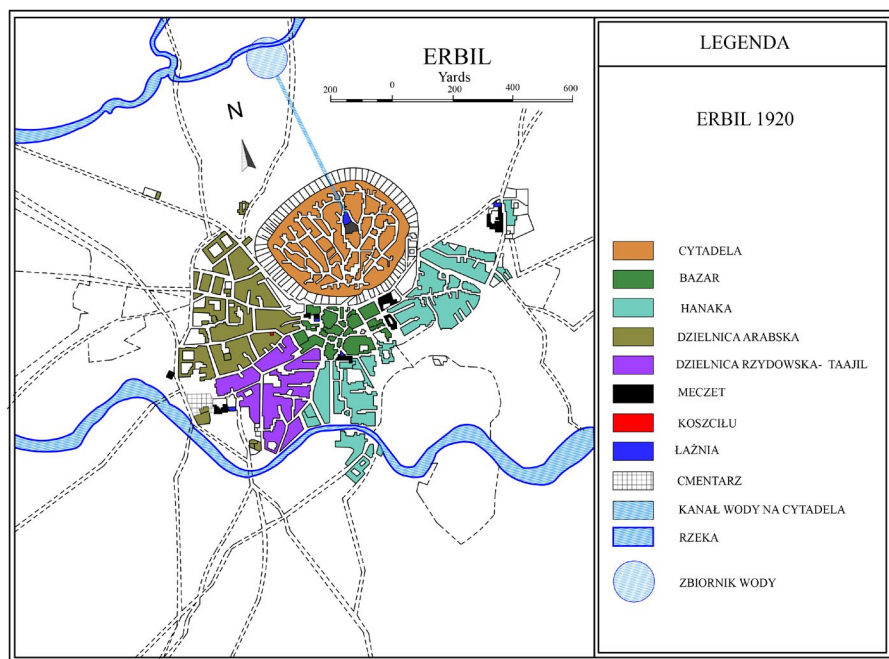 ERBIL
Yards
200 0 200 400 600
N
LEGENDA
ERBIL 1920
CYTADELA
BAZAR
HANAKA
DZIELNICA ARABSKA
DZIELNICA RZYDOWSKA- TAAJIL
MECZET
KOSZCIŁU
ŁAŻNIA
CMENTARZ
KANAŁ WODY NA CYTADELA
RZEKA
ZBIORNIK WODY